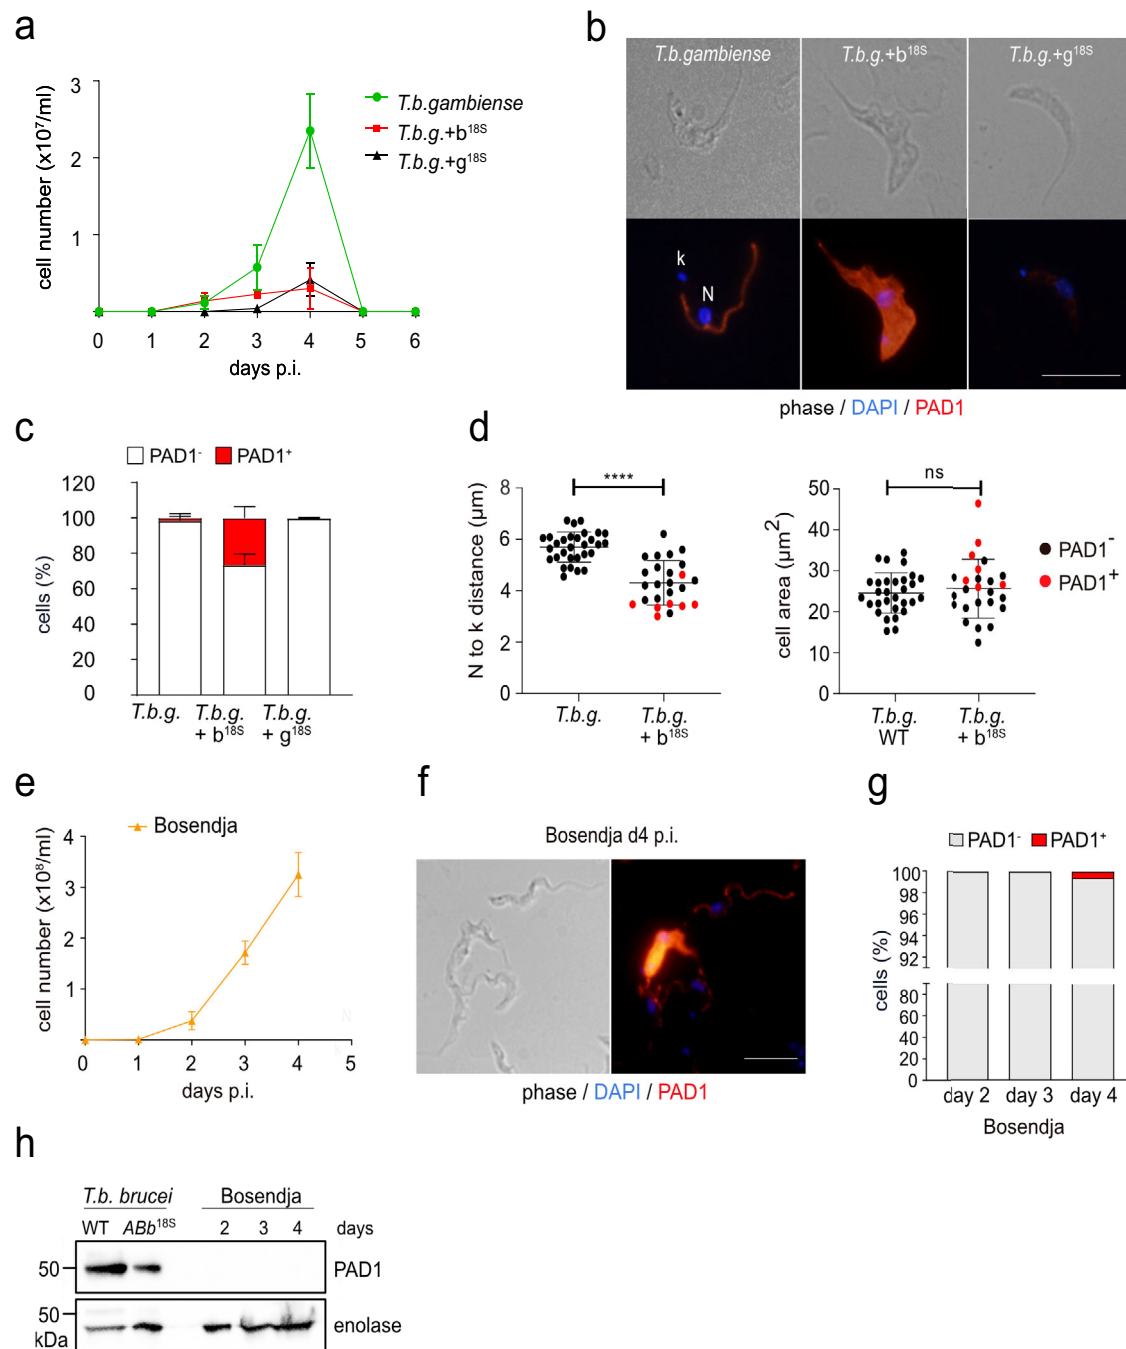 a
cell number (x10⁷/ml)
3
2
1
0 1 2 3 4 5 6
days p.i.
T.b.gambiense
T.b.g.+b¹⁸ˢ
T.b.g.+g¹⁸ˢ
b
T.b.gambiense T.b.g.+b¹⁸ˢ T.b.g.+g¹⁸ˢ
k
N
phase / DAPI / PAD1
c
PAD1⁻ PAD1⁺
cells (%)
120
100
80
60
40
20
0
T.b.g. T.b.g. T.b.g.
+ b¹⁸ˢ + g¹⁸ˢ
d
N to k distance (µm)
8
6
4
2
0
****
T.b.g. T.b.g.
+ b¹⁸ˢ
cell area (µm²)
50
40
30
20
10
0
ns
T.b.g. T.b.g.
WT + b¹⁸ˢ
PAD1⁻
PAD1⁺
e
Bosendja
cell number (x10⁸/ml)
4
3
2
1
0 1 2 3 4 5
days p.i.
N
f
Bosendja d4 p.i.
phase / DAPI / PAD1
g
PAD1⁻ PAD1⁺
cells (%)
100
98
96
94
92
80
60
40
20
0
day 2 day 3 day 4
Bosendja
h
T.b. brucei Bosendja
WT ABb¹⁸ˢ 2 3 4 days
50 PAD1
50 enolase
kDa